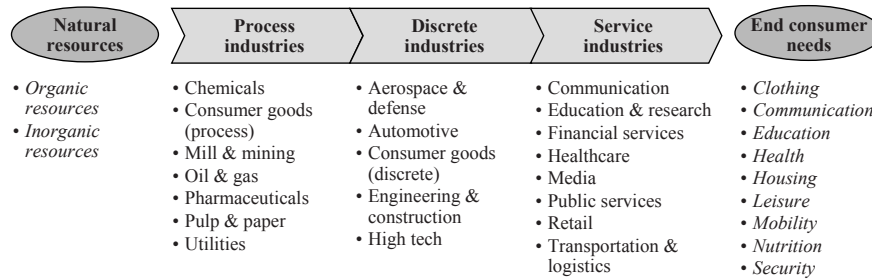 Natural
resources
Process
industries
Discrete
industries
Service
industries
End consumer
needs
• Organic
resources
• Inorganic
resources
• Chemicals
• Consumer goods
(process)
• Mill & mining
• Oil & gas
• Pharmaceuticals
• Pulp & paper
• Utilities
• Aerospace &
defense
• Automotive
• Consumer goods
(discrete)
• Engineering &
construction
• High tech
• Communication
• Education & research
• Financial services
• Healthcare
• Media
• Public services
• Retail
• Transportation &
logistics
• Clothing
• Communication
• Education
• Health
• Housing
• Leisure
• Mobility
• Nutrition
• Security